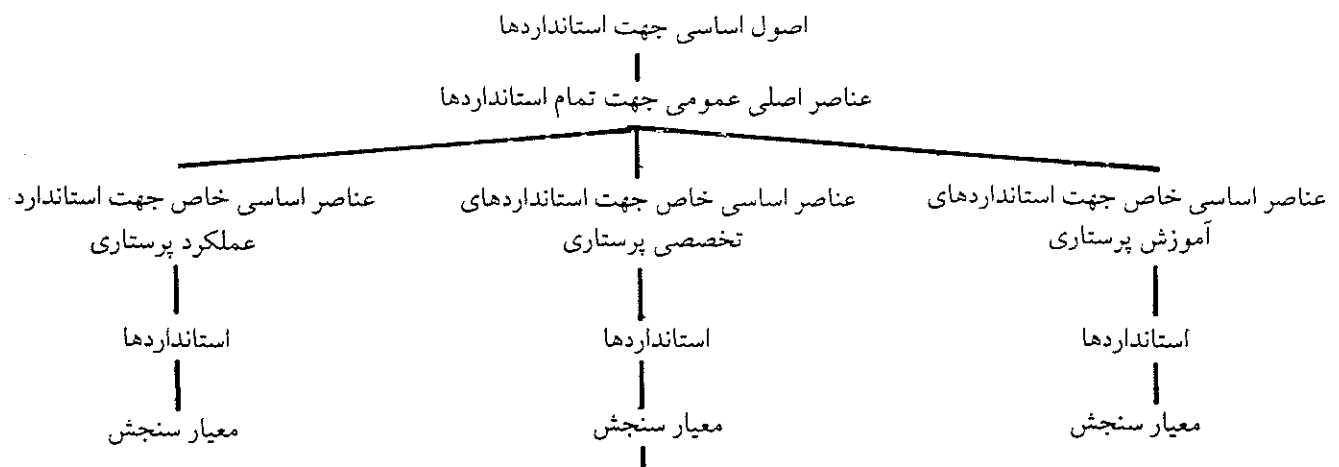 اصول اساسی جهت استانداردها
عناصر اصلی عمومی جهت تمام استانداردها
عناصر اساسی خاص جهت استانداردهای
آموزش پرستاری
عناصر اساسی خاص جهت استانداردهای
تخصصی پرستاری
عناصر اساسی خاص جهت استاندارد
عملکرد پرستاری
استانداردها
استانداردها
استانداردها
معیار سنجش
معیار سنجش
معیار سنجش